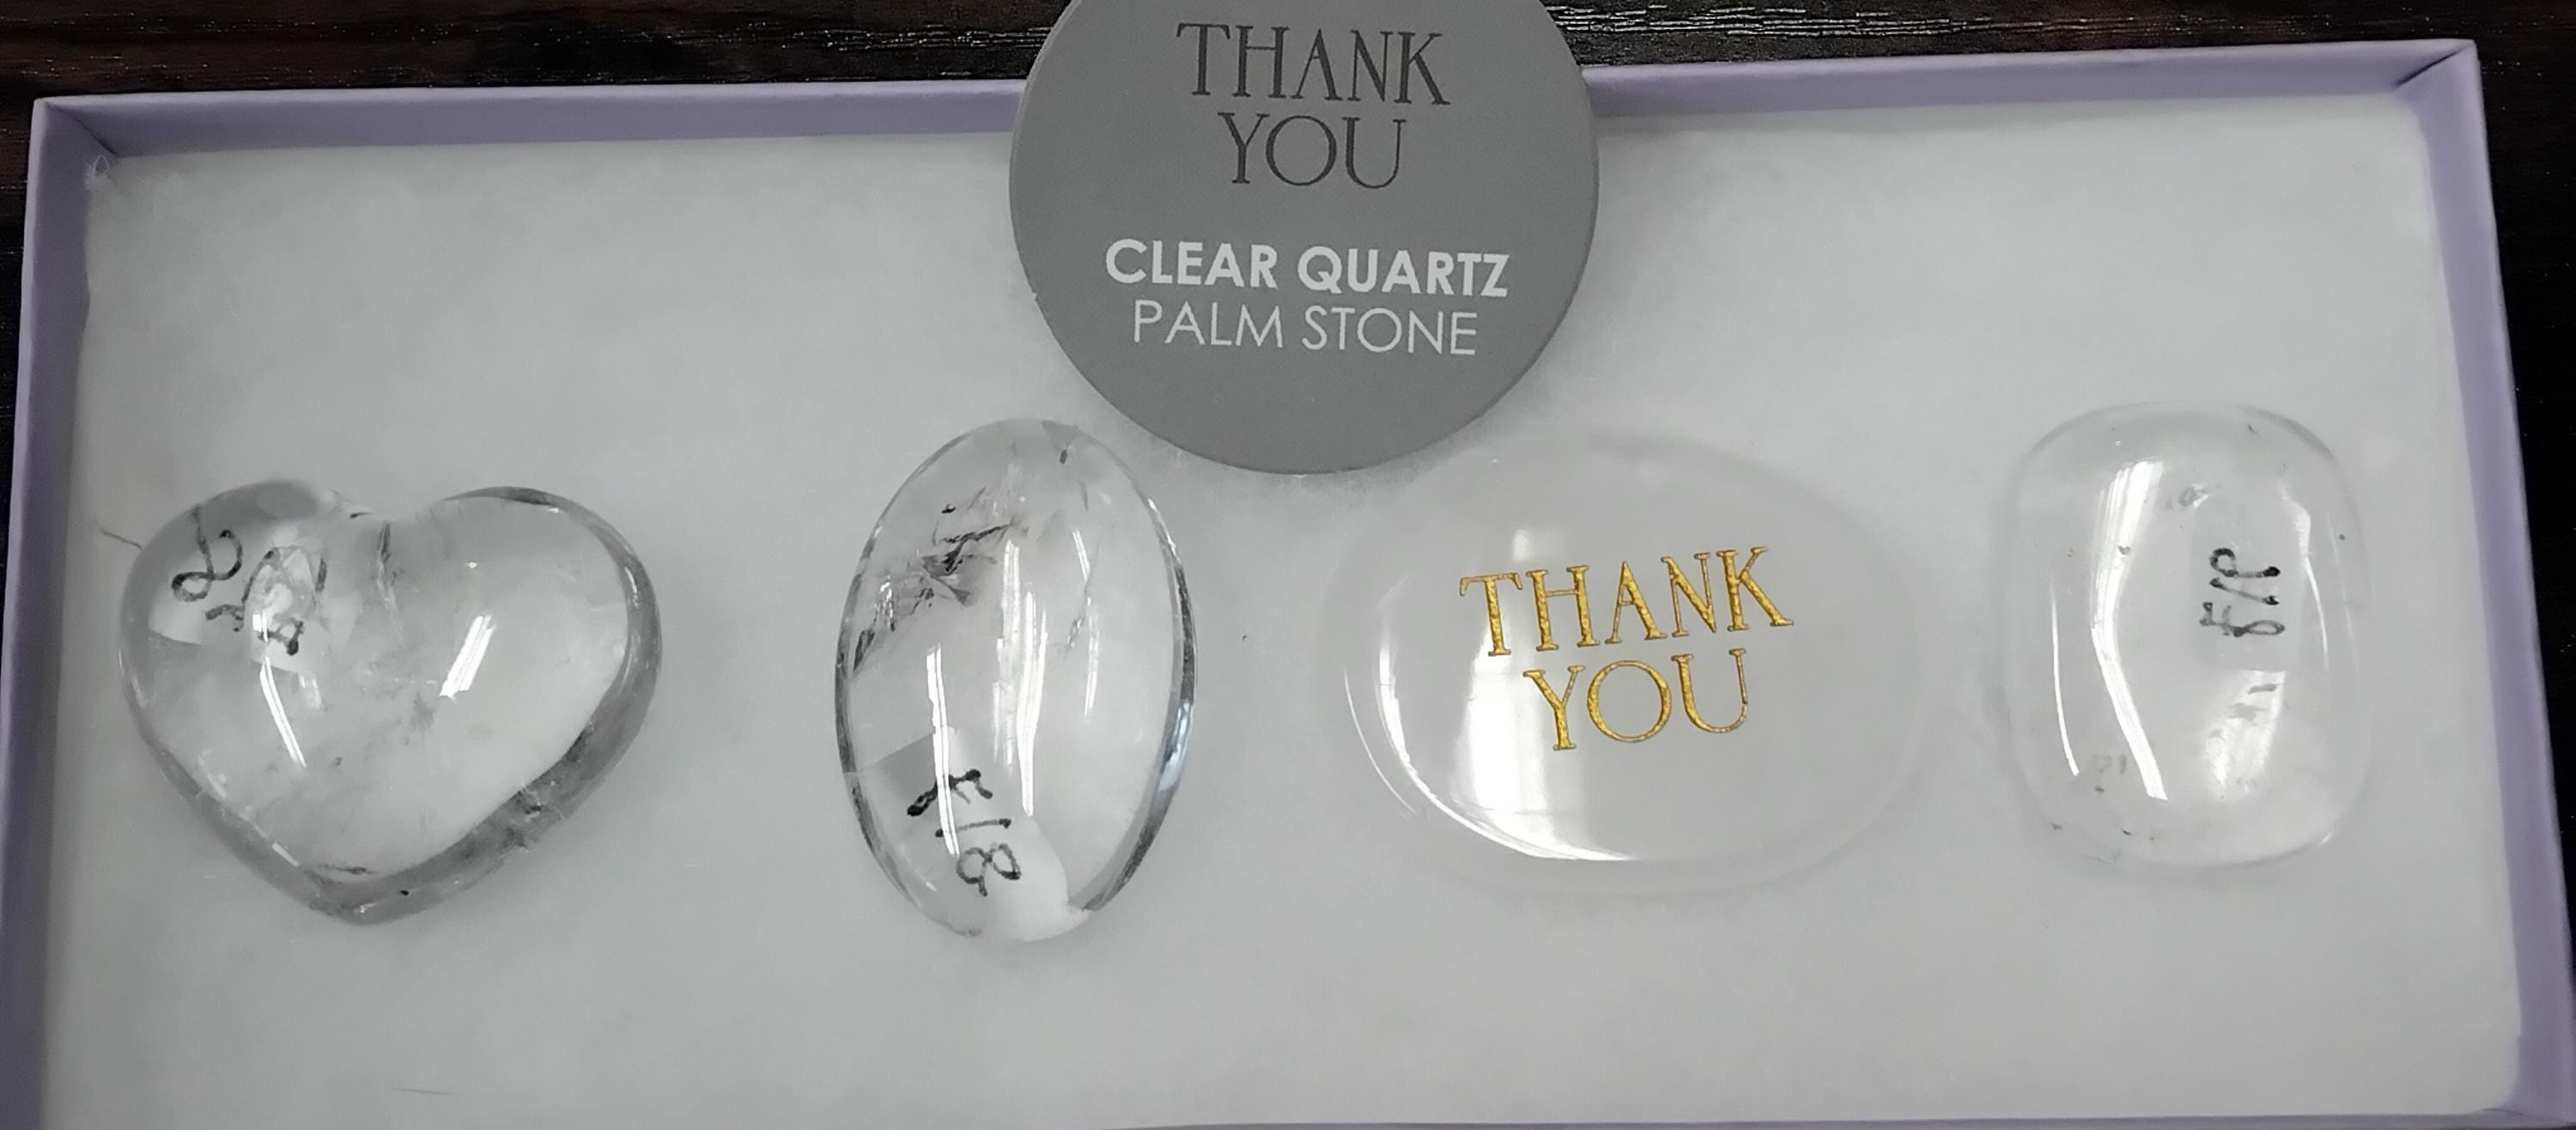 THANK
YOU
CLEAR QUARTZ
PALM STONE
THANK
YOU